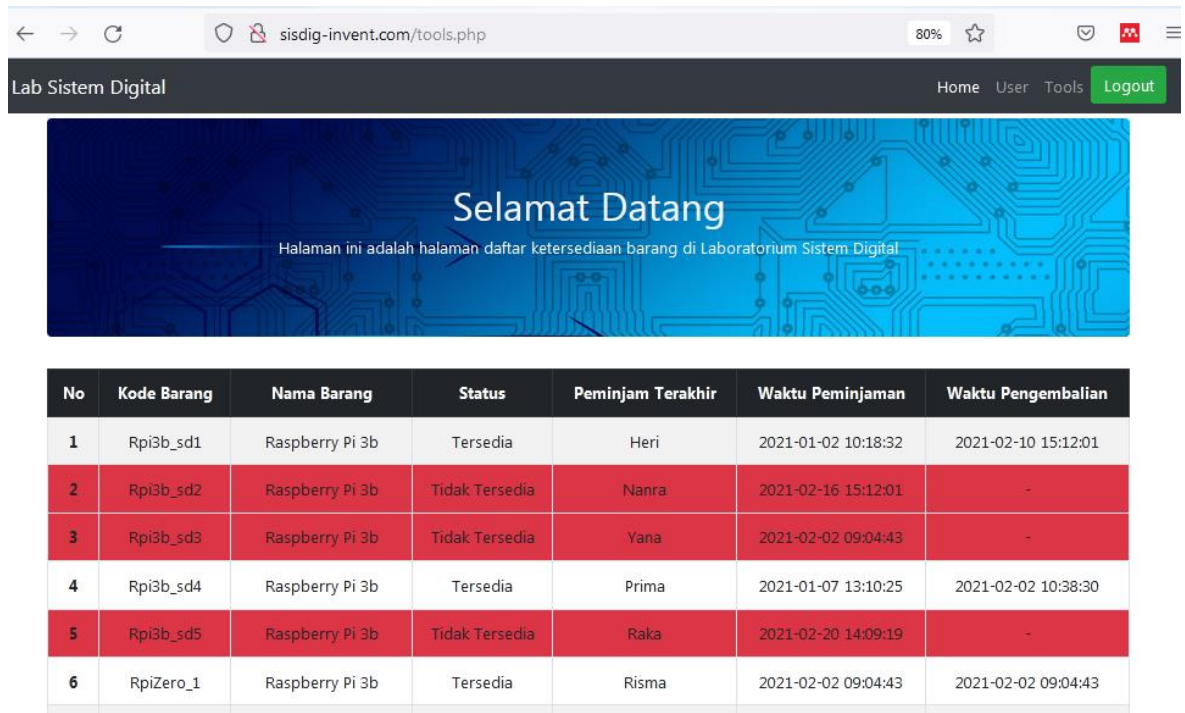 sisdig-invent.com/tools.php 80%
Lab Sistem Digital Home User Tools Logout
Selamat Datang
Halaman ini adalah halaman daftar ketersediaan barang di Laboratorium Sistem Digital
No Kode Barang Nama Barang Status Peminjam Terakhir Waktu Peminjaman Waktu Pengembalian
1 Rpi3b_sd1 Raspberry Pi 3b Tersedia Heri 2021-01-02 10:18:32 2021-02-10 15:12:01
2 Rpi3b_sd2 Raspberry Pi 3b Tidak Tersedia Nanra 2021-02-16 15:12:01 -
3 Rpi3b_sd3 Raspberry Pi 3b Tidak Tersedia Yana 2021-02-02 09:04:43 -
4 Rpi3b_sd4 Raspberry Pi 3b Tersedia Prima 2021-01-07 13:10:25 2021-02-02 10:38:30
5 Rpi3b_sd5 Raspberry Pi 3b Tidak Tersedia Raka 2021-02-20 14:09:19 -
6 RpiZero_1 Raspberry Pi 3b Tersedia Risma 2021-02-02 09:04:43 2021-02-02 09:04:43